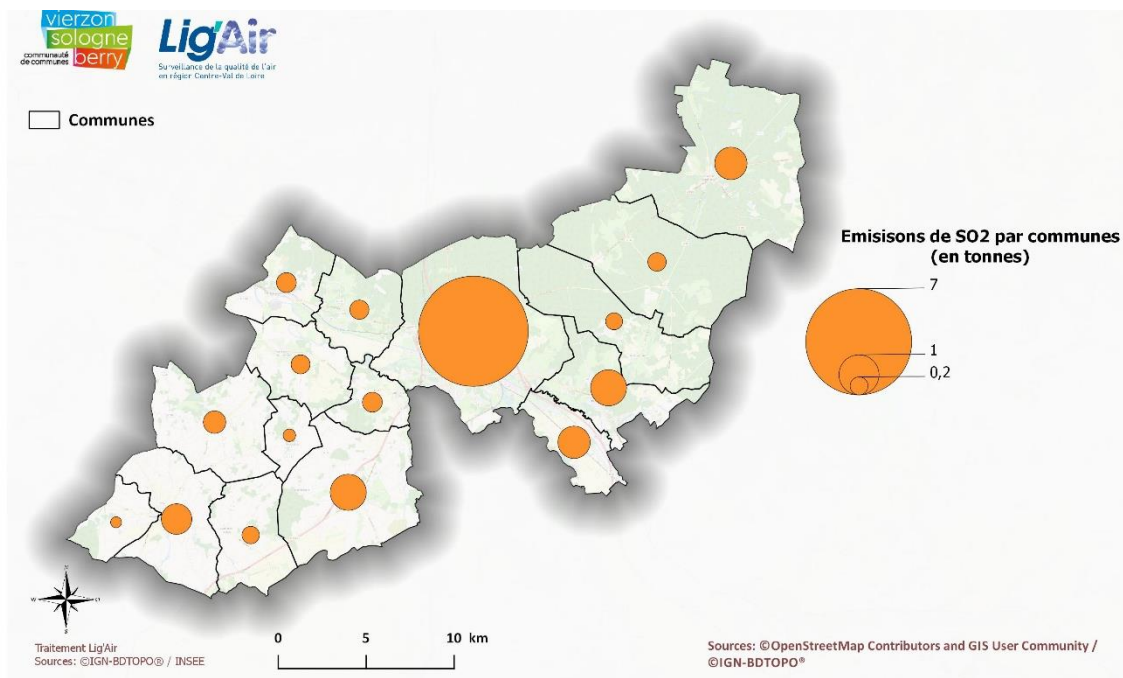 vierzon
sologne
communauté
de communes
berry
Lig'Air
Surveillance de la qualité de l'air
en région Centre-Val de Loire
Communes
Emisisons de SO2 par communes
(en tonnes)
7
1
0,2
N
W
S
0 5 10 km
Traitement Lig'Air
Sources: ©IGN-BDTOPO® / INSEE
Sources: ©OpenStreetMap Contributors and GIS User Community /
©IGN-BDTOPO®